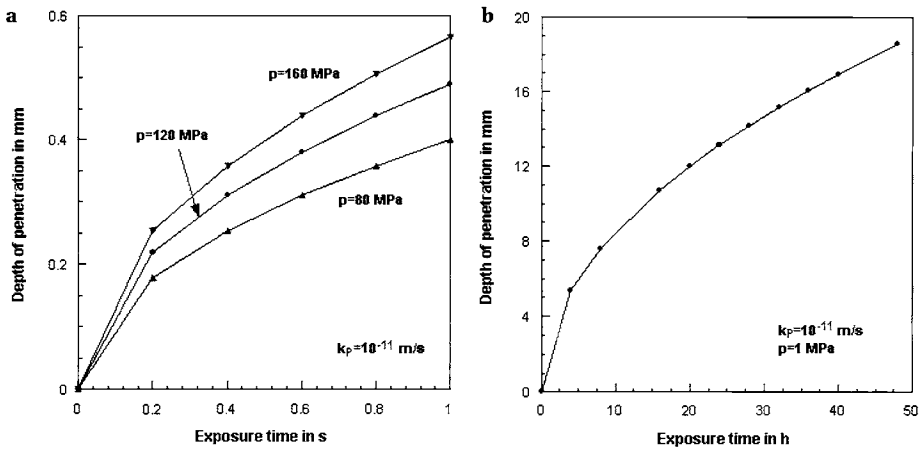 a
0.6
0.4
0.2
0
Depth of penetration in mm
p=160 MPa
p=120 MPa
p=80 MPa
kP=10-11 m/s
0 0.2 0.4 0.6 0.8 1
Exposure time in s
b
20
16
12
8
4
0
Depth of penetration in mm
kP=10-11 m/s
p=1 MPa
0 10 20 30 40 50
Exposure time in h